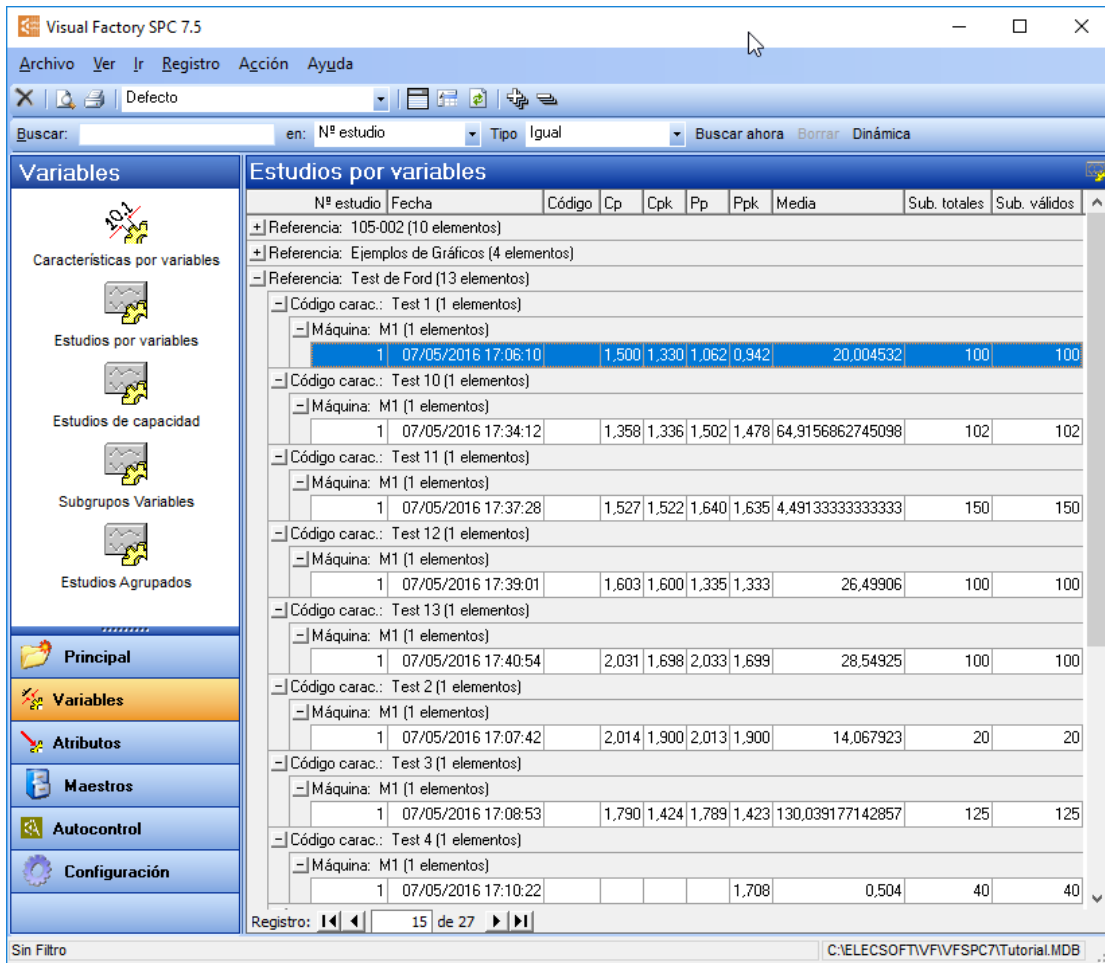 Visual Factory SPC 7.5
Archivo Ver Ir Registro Acción Ayuda
Defecto
Buscar: en: Nº estudio Tipo Igual Buscar ahora Borrar Dinámica
Variables
Características por variables
Estudios por variables
Estudios de capacidad
Subgrupos Variables
Estudios Agrupados
Principal
Variables
Atributos
Maestros
Autocontrol
Configuración
Estudios por variables
Nº estudio Fecha Código Cp Cpk Pp Ppk Media Sub. totales Sub. válidos
Referencia: 105-002 (10 elementos)
Referencia: Ejemplos de Gráficos (4 elementos)
Referencia: Test de Ford (13 elementos)
Código carac.: Test 1 (1 elementos)
Máquina: M1 (1 elementos)
1 07/05/2016 17:06:10 1,500 1,330 1,062 0,942 20,004532 100 100
Código carac.: Test 10 (1 elementos)
Máquina: M1 (1 elementos)
1 07/05/2016 17:34:12 1,358 1,336 1,502 1,478 64,9156862745098 102 102
Código carac.: Test 11 (1 elementos)
Máquina: M1 (1 elementos)
1 07/05/2016 17:37:28 1,527 1,522 1,640 1,635 4,49133333333333 150 150
Código carac.: Test 12 (1 elementos)
Máquina: M1 (1 elementos)
1 07/05/2016 17:39:01 1,603 1,600 1,335 1,333 26,49906 100 100
Código carac.: Test 13 (1 elementos)
Máquina: M1 (1 elementos)
1 07/05/2016 17:40:54 2,031 1,698 2,033 1,699 28,54925 100 100
Código carac.: Test 2 (1 elementos)
Máquina: M1 (1 elementos)
1 07/05/2016 17:07:42 2,014 1,900 2,013 1,900 14,067923 20 20
Código carac.: Test 3 (1 elementos)
Máquina: M1 (1 elementos)
1 07/05/2016 17:08:53 1,790 1,424 1,789 1,423 130,039177142857 125 125
Código carac.: Test 4 (1 elementos)
Máquina: M1 (1 elementos)
1 07/05/2016 17:10:22 1,708 0,504 40 40
Registro: 15 de 27
Sin Filtro C:\ELECSOFT\VF\VFSPC7\Tutorial.MDB